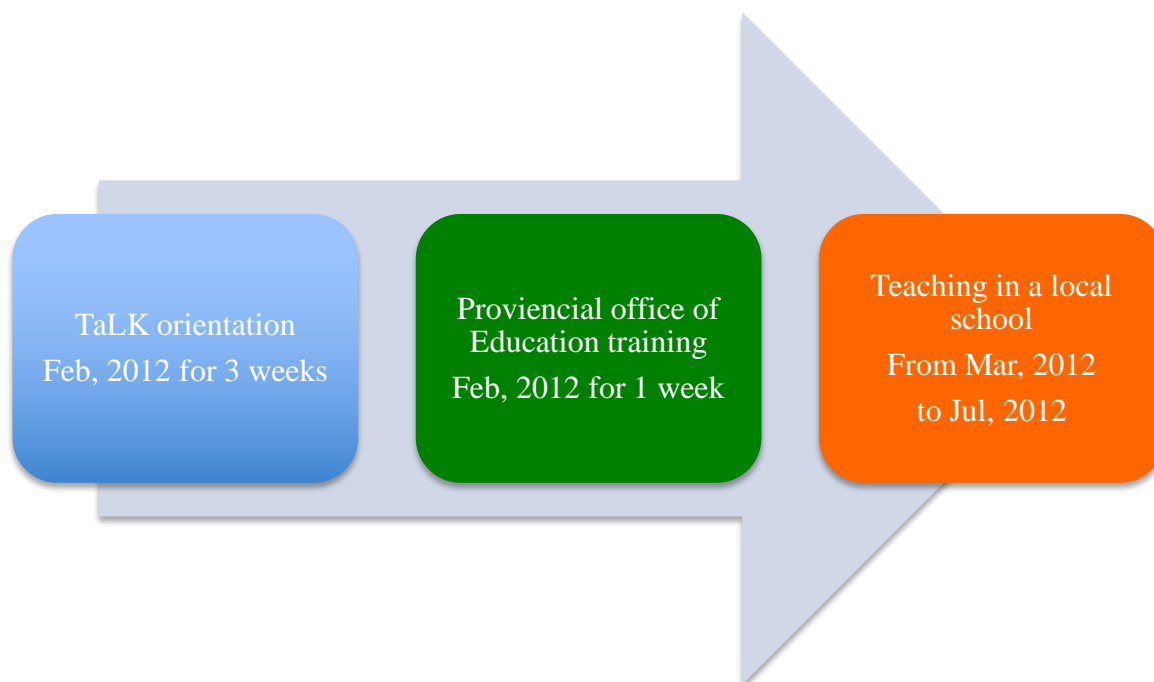 TaLK orientation
Feb, 2012 for 3 weeks
Proviencial office of
Education training
Feb, 2012 for 1 week
Teaching in a local
school
From Mar, 2012
to Jul, 2012